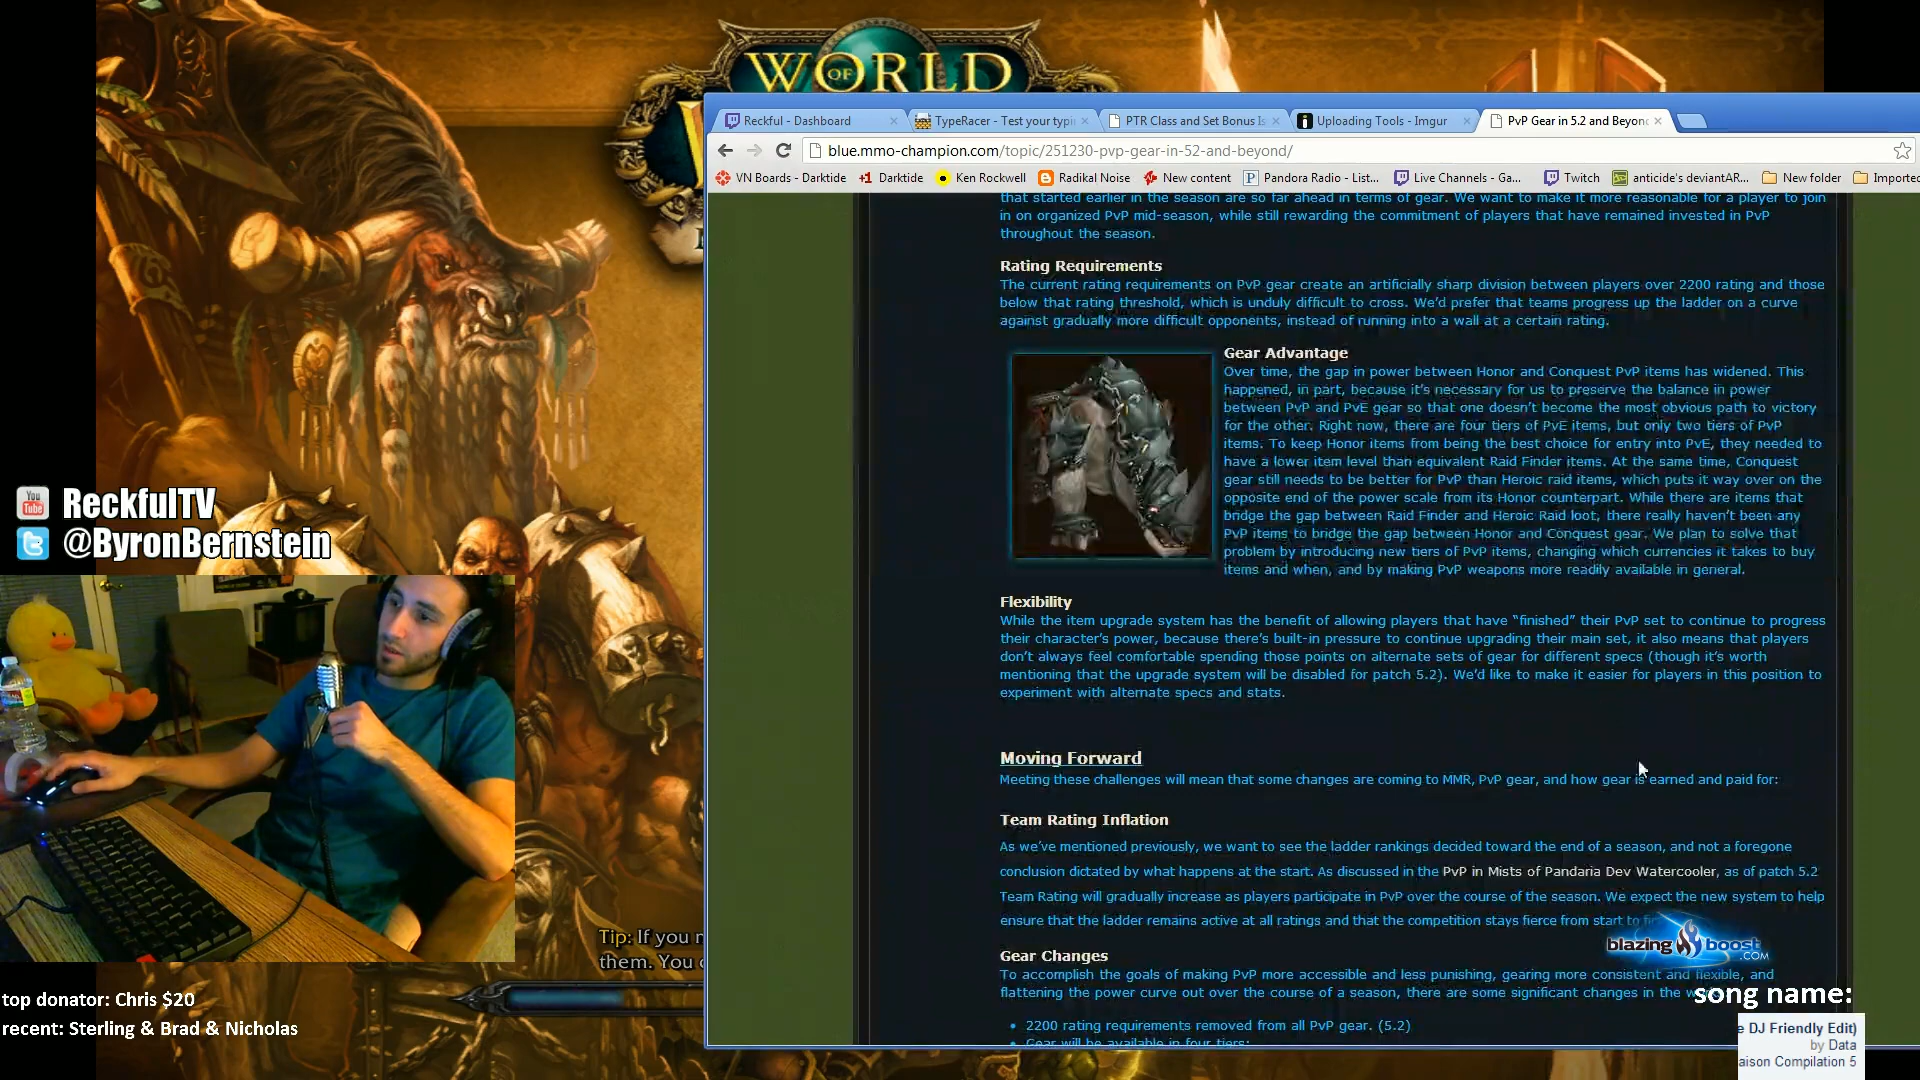 WORLD
OF
Reckful - Dashboard
TypeRacer - Test your typi
PTR Class and Set Bonus Is
Uploading Tools - Imgur
PvP Gear in 5.2 and Beyon
blue.mmo-champion.com/topic/251230-pvp-gear-in-52-and-beyond/
VN Boards - Darktide
+1 Darktide
Ken Rockwell
Radikal Noise
New content
Pandora Radio - List...
Live Channels - Ga...
Twitch
anticide's deviantAR...
New folder
Imported
that started earlier in the season are so far ahead in terms of gear. We want to make it more reasonable for a player to join
in on organized PvP mid-season, while still rewarding the commitment of players that have remained invested in PvP
throughout the season.
Rating Requirements
The current rating requirements on PvP gear create an artificially sharp division between players over 2200 rating and those
below that rating threshold, which is unduly difficult to cross. We'd prefer that teams progress up the ladder on a curve
against gradually more difficult opponents, instead of running into a wall at a certain rating.
Gear Advantage
Over time, the gap in power between Honor and Conquest PvP items has widened. This
happened, in part, because it's necessary for us to preserve the balance in power
between PvP and PvE gear so that one doesn't become the most obvious path to victory
for the other. Right now, there are four tiers of PvE items, but only two tiers of PvP
items. To keep Honor items from being the best choice for entry into PvE, they needed to
have a lower item level than equivalent Raid Finder items. At the same time, Conquest
gear still needs to be better for PvP than Heroic raid items, which puts it way over on the
opposite end of the power scale from its Honor counterpart. While there are items that
bridge the gap between Raid Finder and Heroic Raid loot, there really haven't been any
PvP items to bridge the gap between Honor and Conquest gear. We plan to solve that
problem by introducing new tiers of PvP items, changing which currencies it takes to buy
items and when, and by making PvP weapons more readily available in general.
Flexibility
While the item upgrade system has the benefit of allowing players that have "finished" their PvP set to continue to progress
their character's power, because there's built-in pressure to continue upgrading their main set, it also means that players
don't always feel comfortable spending those points on alternate sets of gear for different specs (though it's worth
mentioning that the upgrade system will be disabled for patch 5.2). We'd like to make it easier for players in this position to
experiment with alternate specs and stats.
Moving Forward
Meeting these challenges will mean that some changes are coming to MMR, PvP gear, and how gear is earned and paid for:
Team Rating Inflation
As we've mentioned previously, we want to see the ladder rankings decided toward the end of a season, and not a foregone
conclusion dictated by what happens at the start. As discussed in the PvP in Mists of Pandaria Dev Watercooler, as of patch 5.2
Team Rating will gradually increase as players participate in PvP over the course of the season. We expect the new system to help
ensure that the ladder remains active at all ratings and that the competition stays fierce from start to
Gear Changes
To accomplish the goals of making PvP more accessible and less punishing, gearing more consistent and flexible, and
flattening the power curve out over the course of a season, there are some significant changes in the
• 2200 rating requirements removed from all PvP gear. (5.2)
• Gear will be available in four tiers:
You Tube
ReckfulTV
@ByronBernstein
Tip: If you
them. You
top donator: Chris $20
recent: Sterling & Brad & Nicholas
blazing boost
.COM
song name:
e DJ Friendly Edit)
by Data
aison Compilation 5